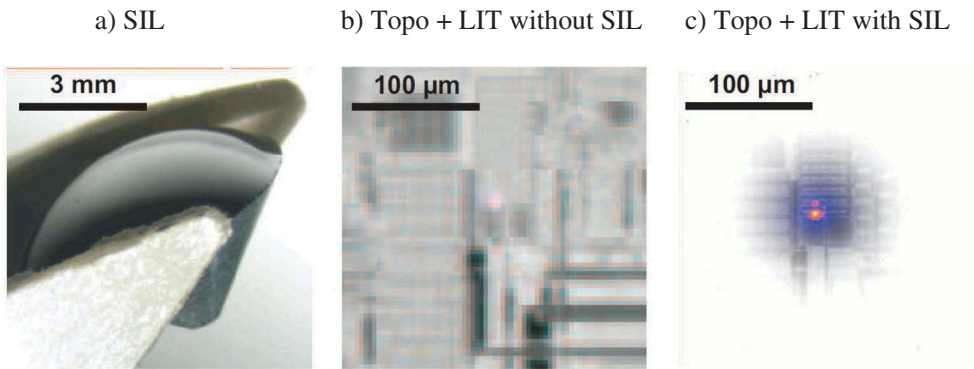 a) SIL
b) Topo + LIT without SIL
c) Topo + LIT with SIL
3 mm
100 µm
100 µm